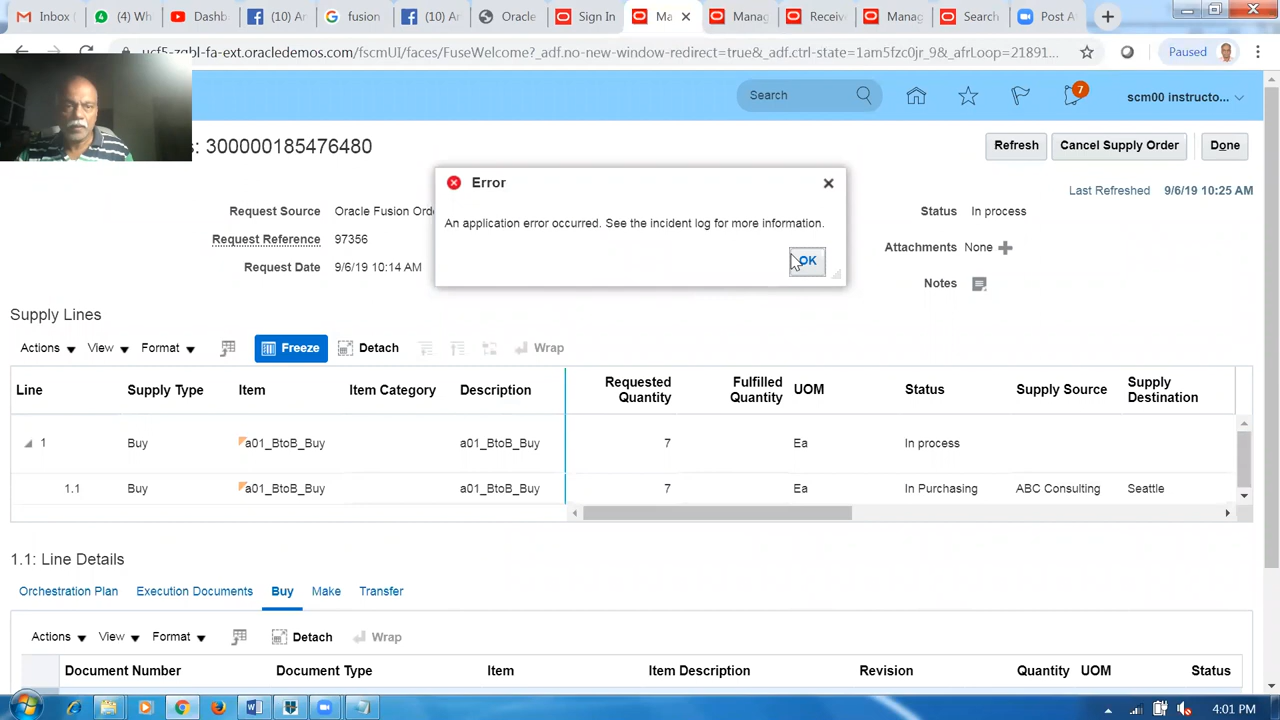 Inbox (
(4) Wh
Dashb
(10) Ar
fusion
(10) A
Oracle
Sign In
Ma
Manag
Receiv
Manag
Search
Post A
ucf5-zqbl-fa-ext.oracledemos.com/fscmUI/faces/FuseWelcome?_adf.no-new-window-redirect=true&_adf.ctrl-state=1am5fzc0jr_9&_afrLoop=21891...
Paused
Search
7
scm00 instructo...
: 300000185476480
Refresh
Cancel Supply Order
Done
Last Refreshed 9/6/19 10:25 AM
Error
An application error occurred. See the incident log for more information.
OK
Request Source Oracle Fusion Ord
Request Reference 97356
Request Date 9/6/19 10:14 AM
Status In process
Attachments None
Notes
Supply Lines
Actions View Format Freeze Detach Wrap
Line Supply Type Item Item Category Description Requested Quantity Fulfilled Quantity UOM Status Supply Source Supply Destination
1 Buy a01_BtoB_Buy a01_BtoB_Buy 7 Ea In process
1.1 Buy a01_BtoB_Buy a01_BtoB_Buy 7 Ea In Purchasing ABC Consulting Seattle
1.1: Line Details
Orchestration Plan Execution Documents Buy Make Transfer
Actions View Format Detach Wrap
Document Number Document Type Item Item Description Revision Quantity UOM Status
4:01 PM